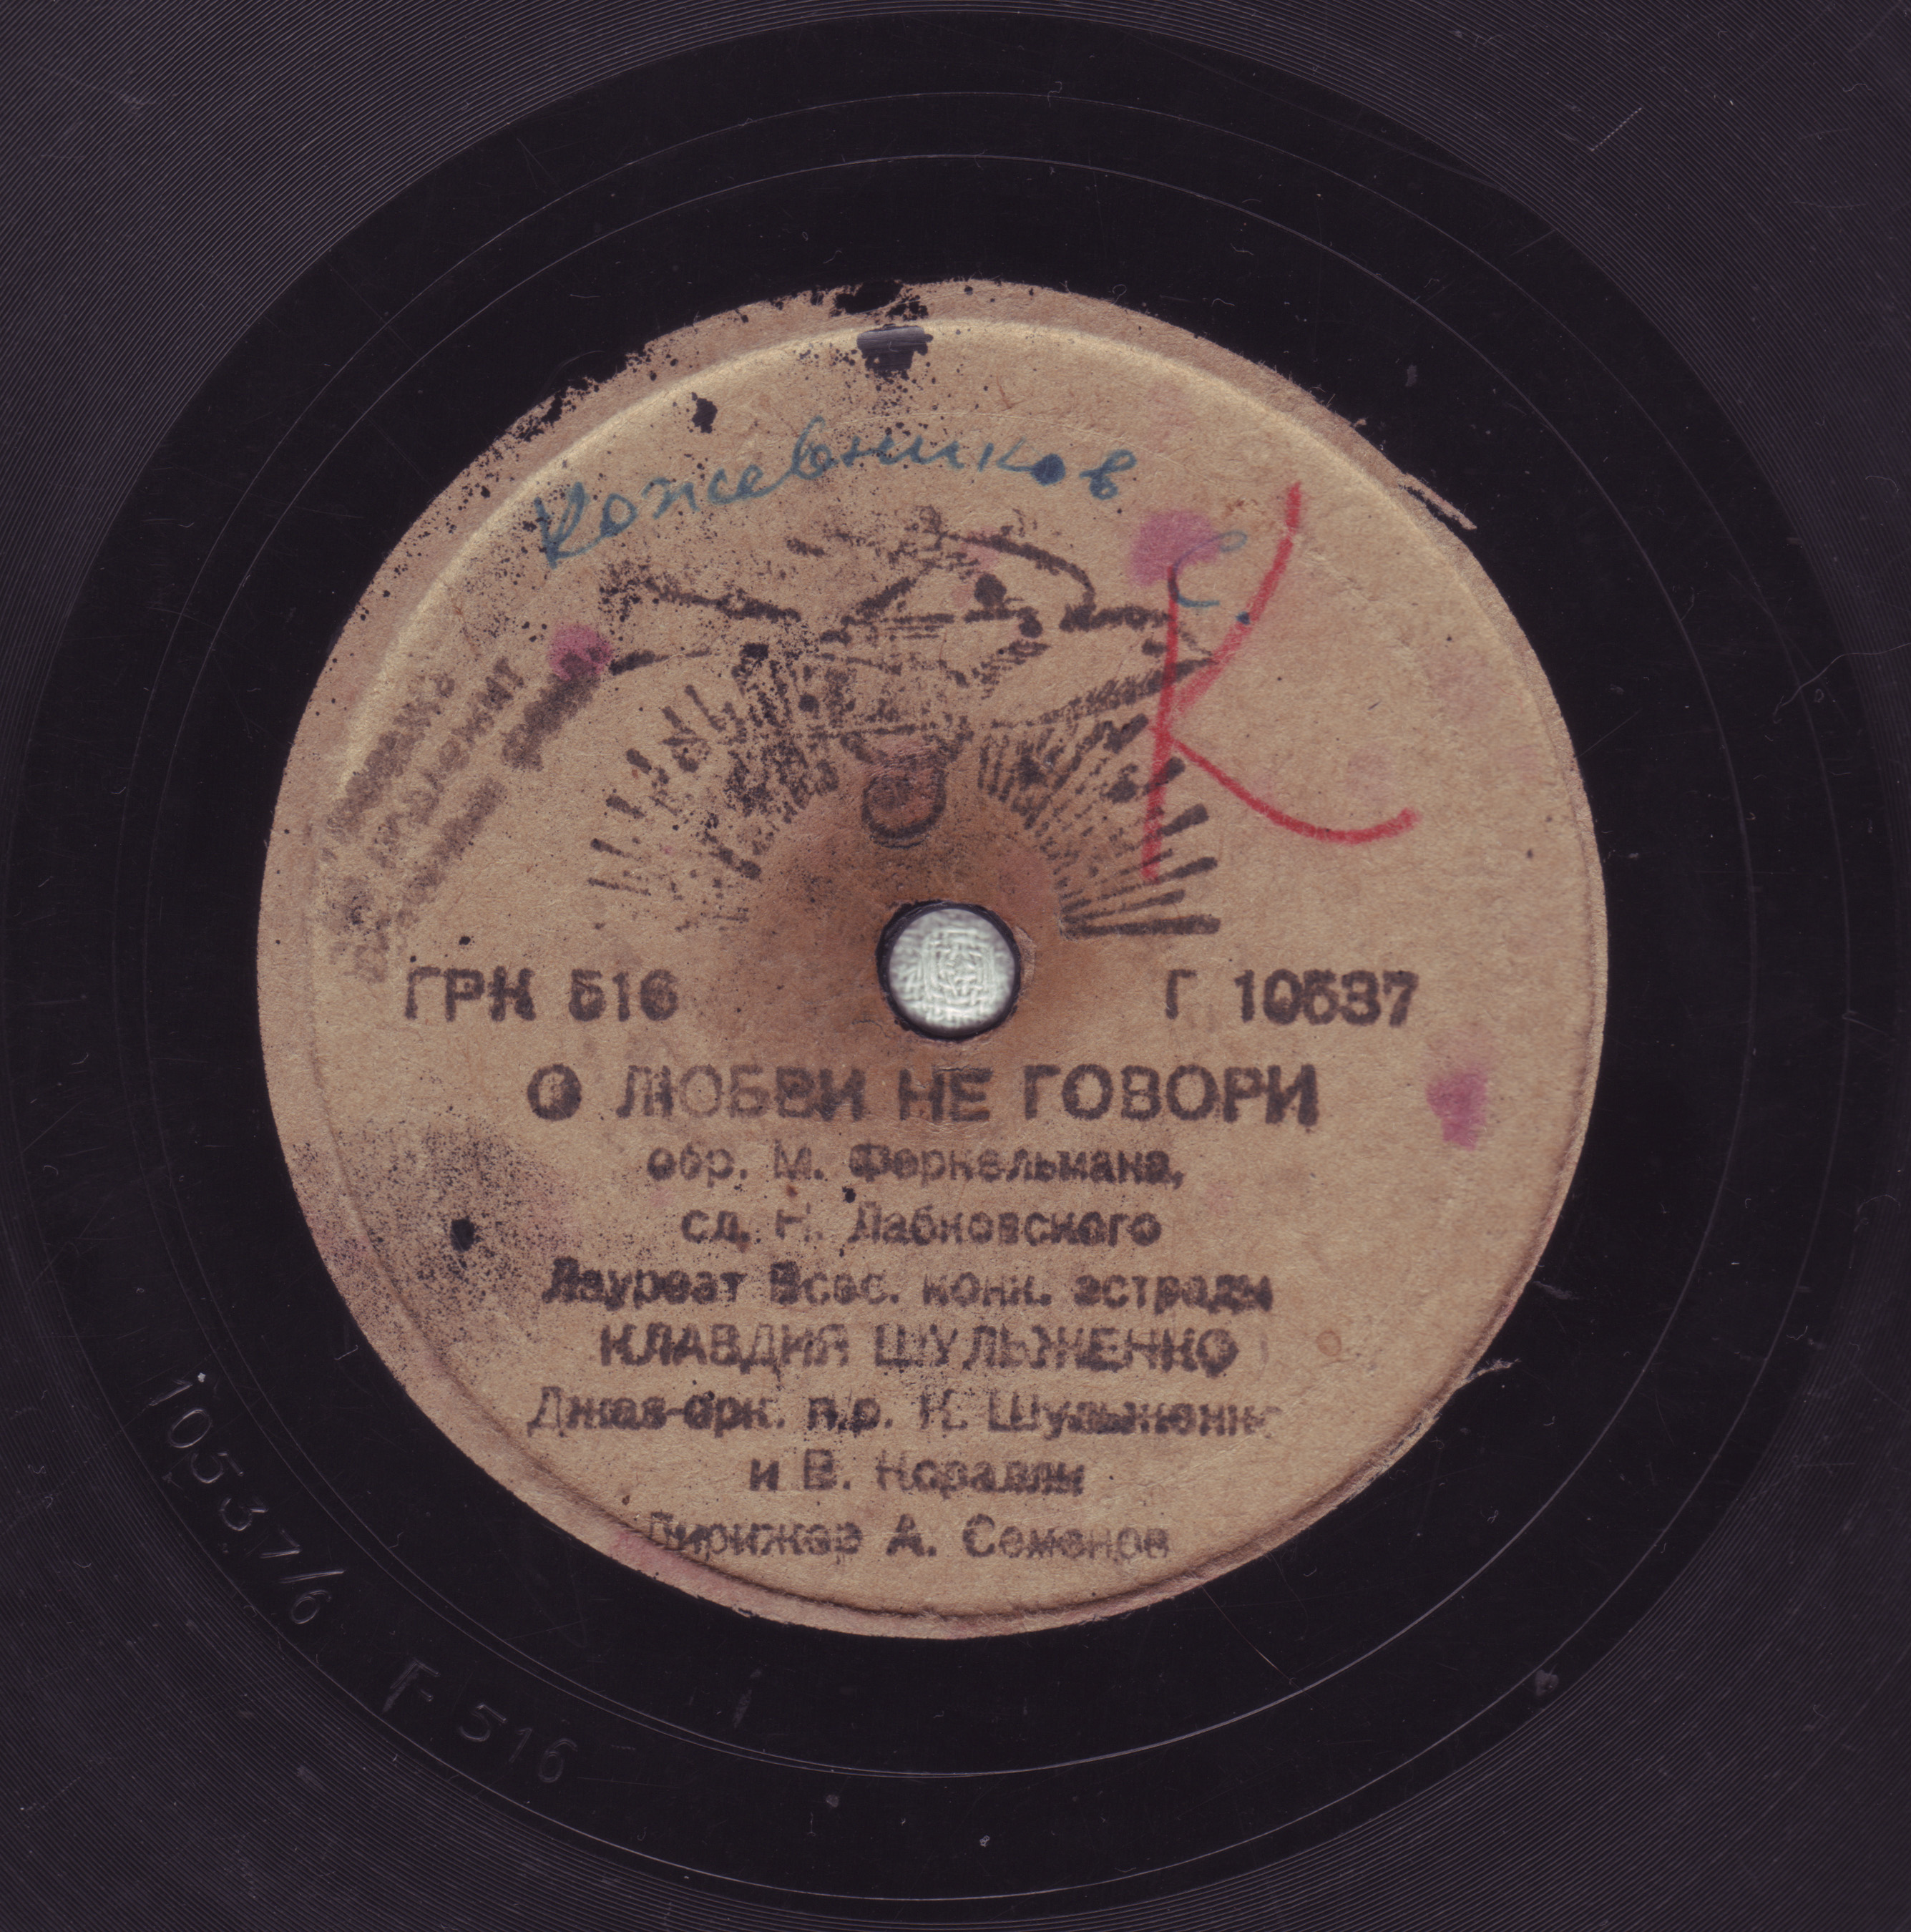 Кожевников
С.
К
ГРК 516
Г 10537
О ЛЮБВИ НЕ ГОВОРИ
обр. М. Феркельмана,
сл. Н. Лабковского
Лауреат Всес. конк. эстрады
КЛАВДИЯ ШУЛЬЖЕНКО
Джаз-орк. п/р. К. Шульженко
и В. Коралли
Дирижер А. Семенов
10537/6 Г-516